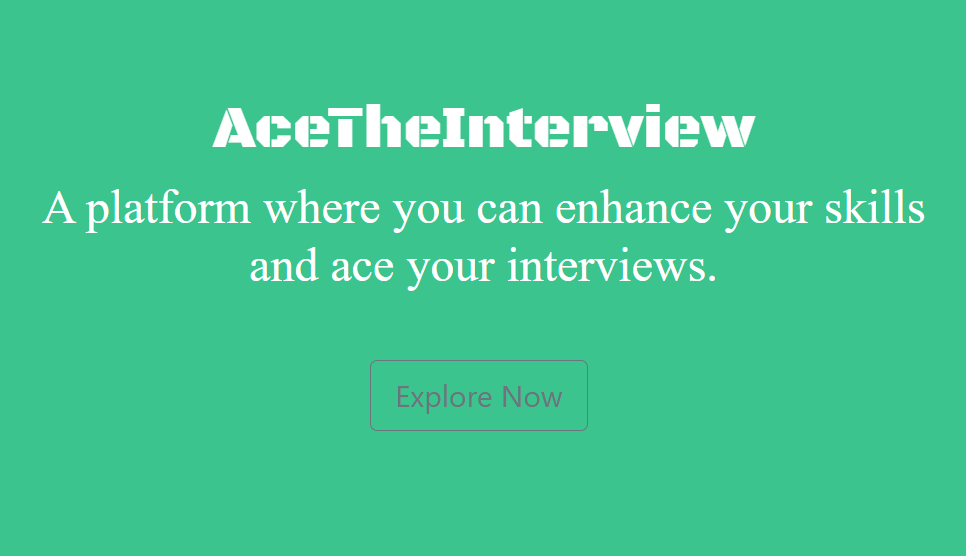 AceTheInterview
A platform where you can enhance your skills
and ace your interviews.
Explore Now